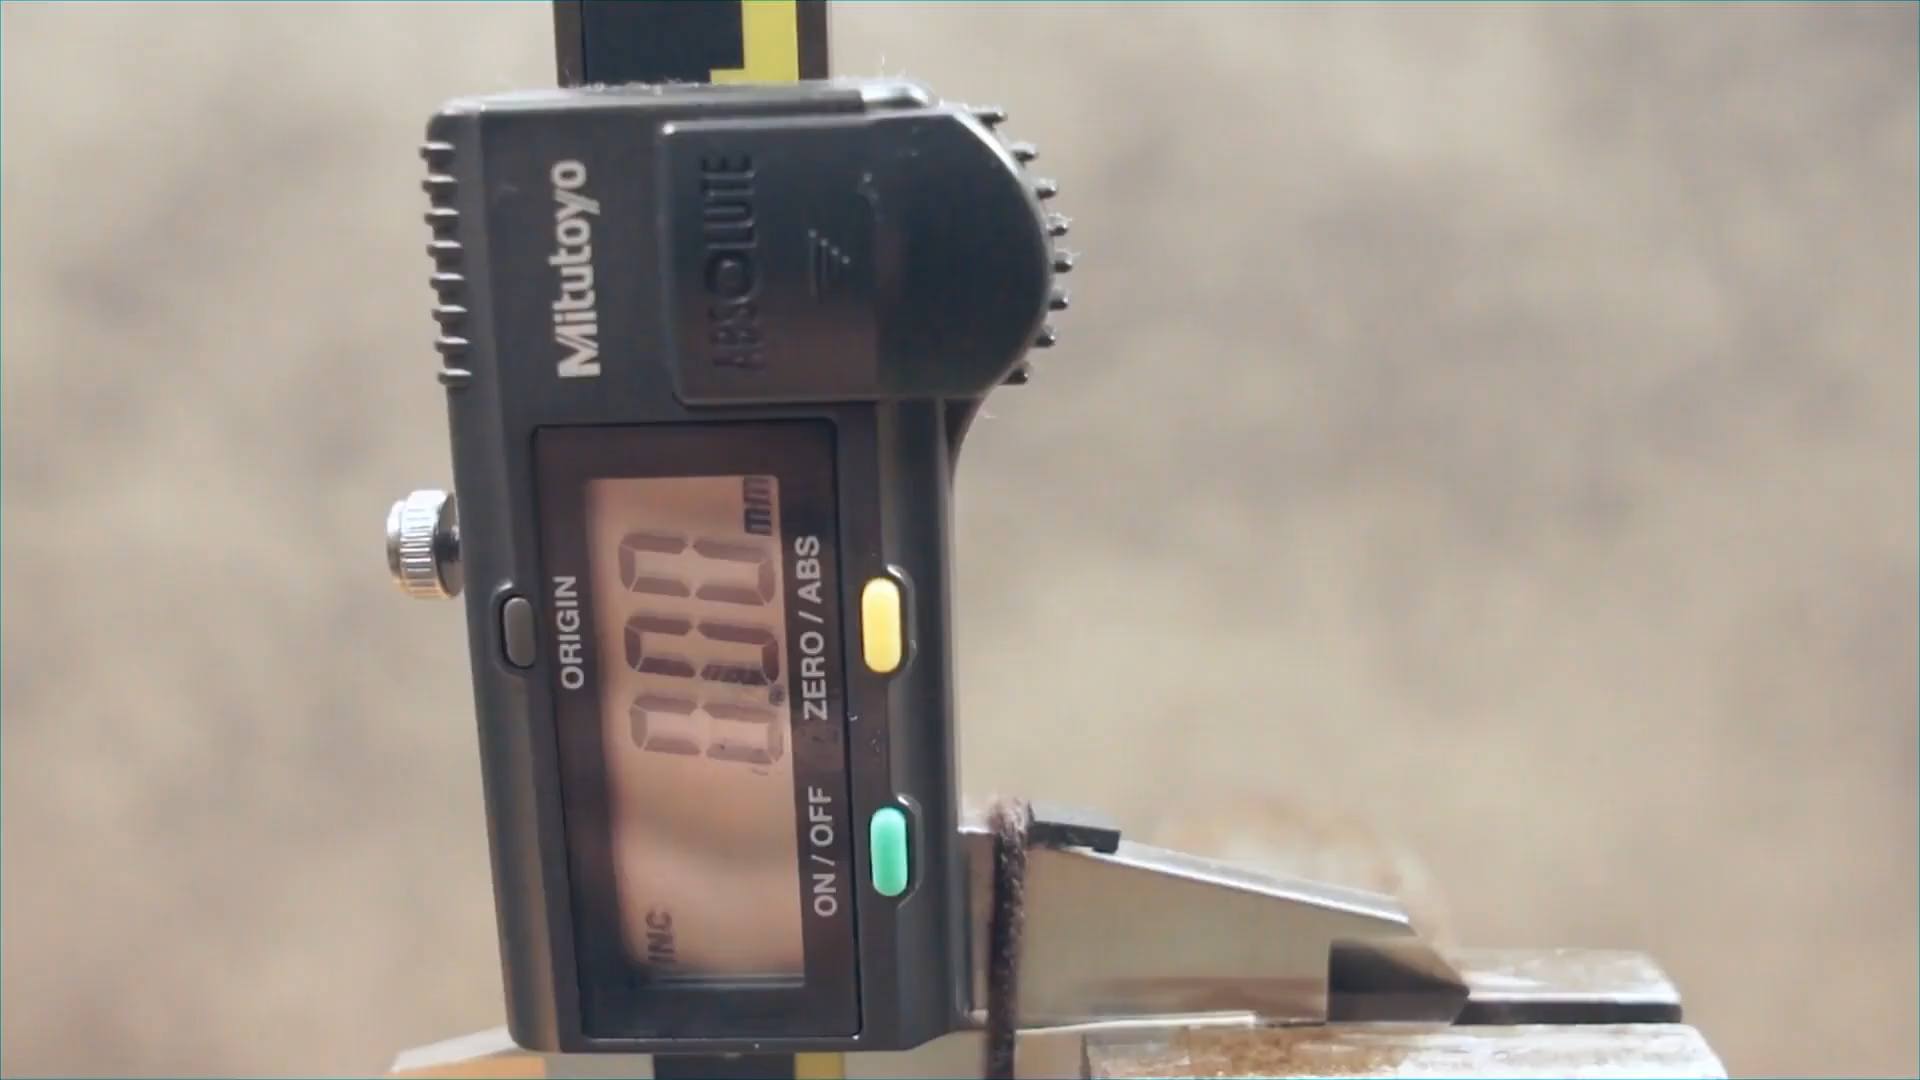 Mitutoyo
ABSOLUTE
ORIGIN
INC
0.00 mm
ON / OFF
ZERO / ABS